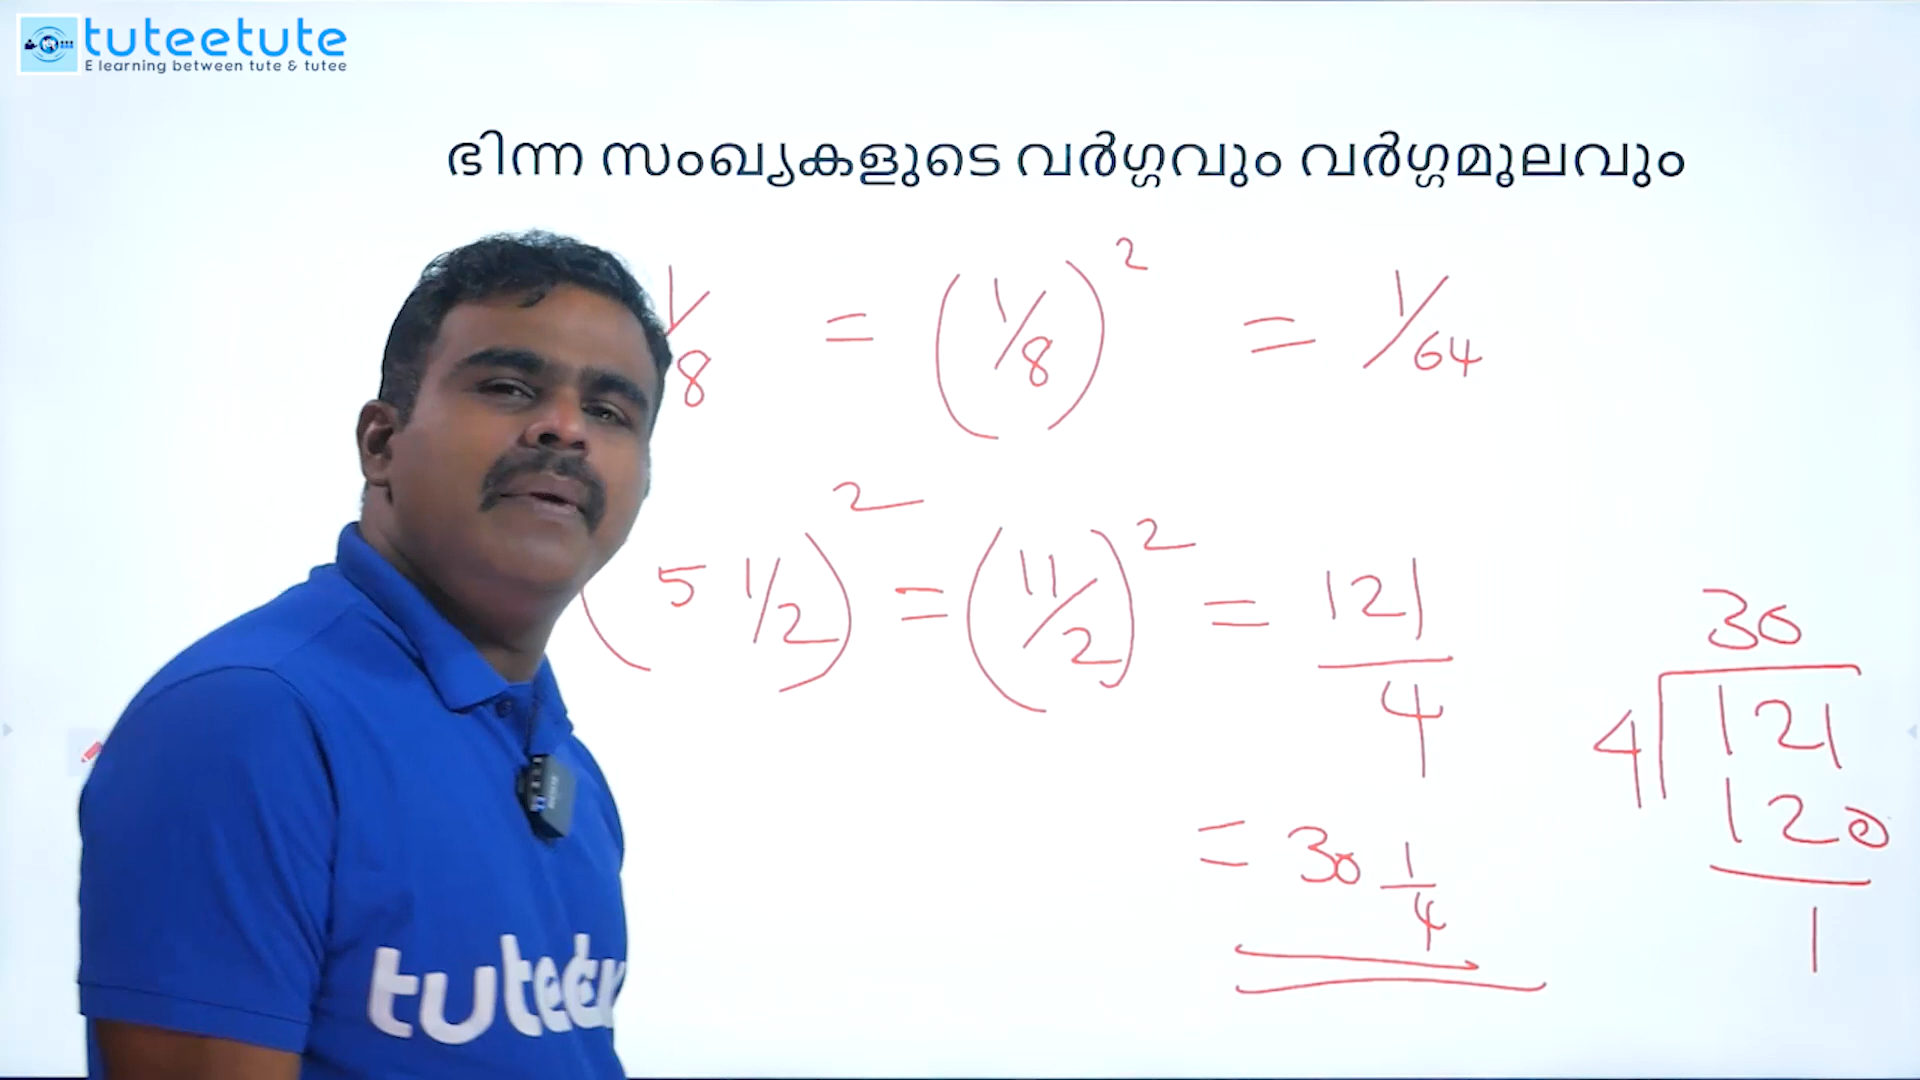 tuteetute
E learning between tute & tutee
ഭിന്ന സംഖ്യകളുടെ വർഗ്ഗവും വർഗ്ഗമൂലവും
1/8 = (1/8)² = 1/64
(5 1/2)² = (11/2)² = 121/4
= 30 1/4
30
4 121
120
1